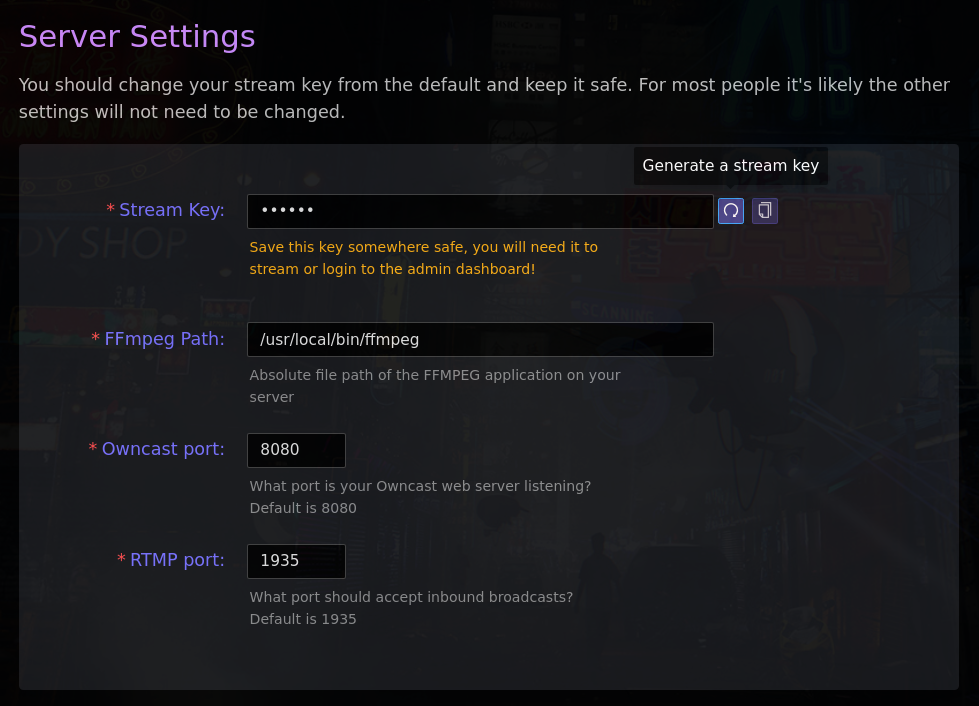 Server Settings
You should change your stream key from the default and keep it safe. For most people it's likely the other
settings will not need to be changed.
Generate a stream key
* Stream Key:
••••••
Save this key somewhere safe, you will need it to
stream or login to the admin dashboard!
* FFmpeg Path:
/usr/local/bin/ffmpeg
Absolute file path of the FFMPEG application on your
server
* Owncast port:
8080
What port is your Owncast web server listening?
Default is 8080
* RTMP port:
1935
What port should accept inbound broadcasts?
Default is 1935